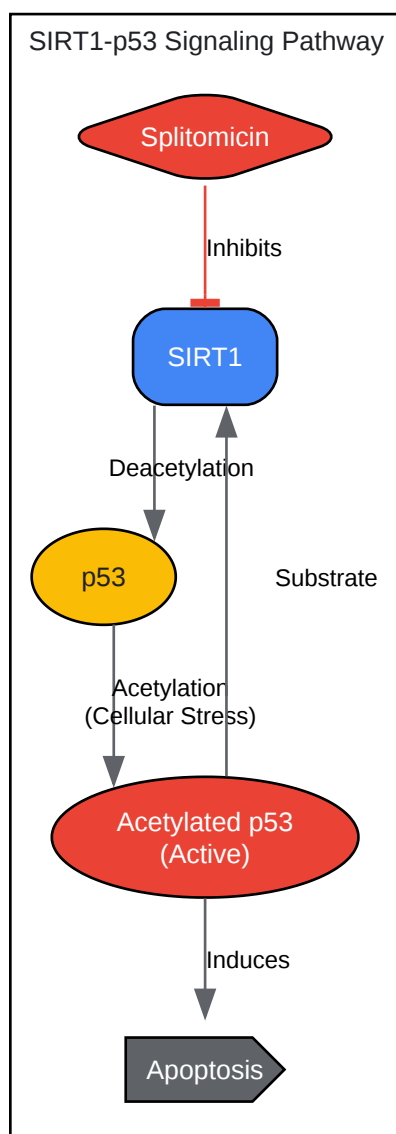 SIRT1-p53 Signaling Pathway
Splitomicin
Inhibits
SIRT1
Deacetylation
p53
Substrate
Acetylation
(Cellular Stress)
Acetylated p53
(Active)
Induces
Apoptosis